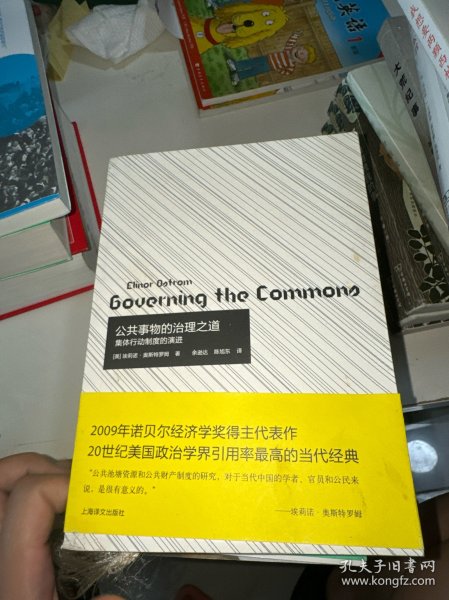 英语
1
大荒纪事
Elinor Ostrom
Governing the Commons
公共事物的治理之道
集体行动制度的演进
[美] 埃莉诺·奥斯特罗姆 著 余逊达 陈旭东 译
2009年诺贝尔经济学奖得主代表作
20世纪美国政治学界引用率最高的当代经典
“公共池塘资源和公共财产制度的研究，对于当代中国的学者、官员和公民来
说，是很有意义的。”
——埃莉诺·奥斯特罗姆
上海译文出版社
孔夫子旧书网
www.kongfz.com